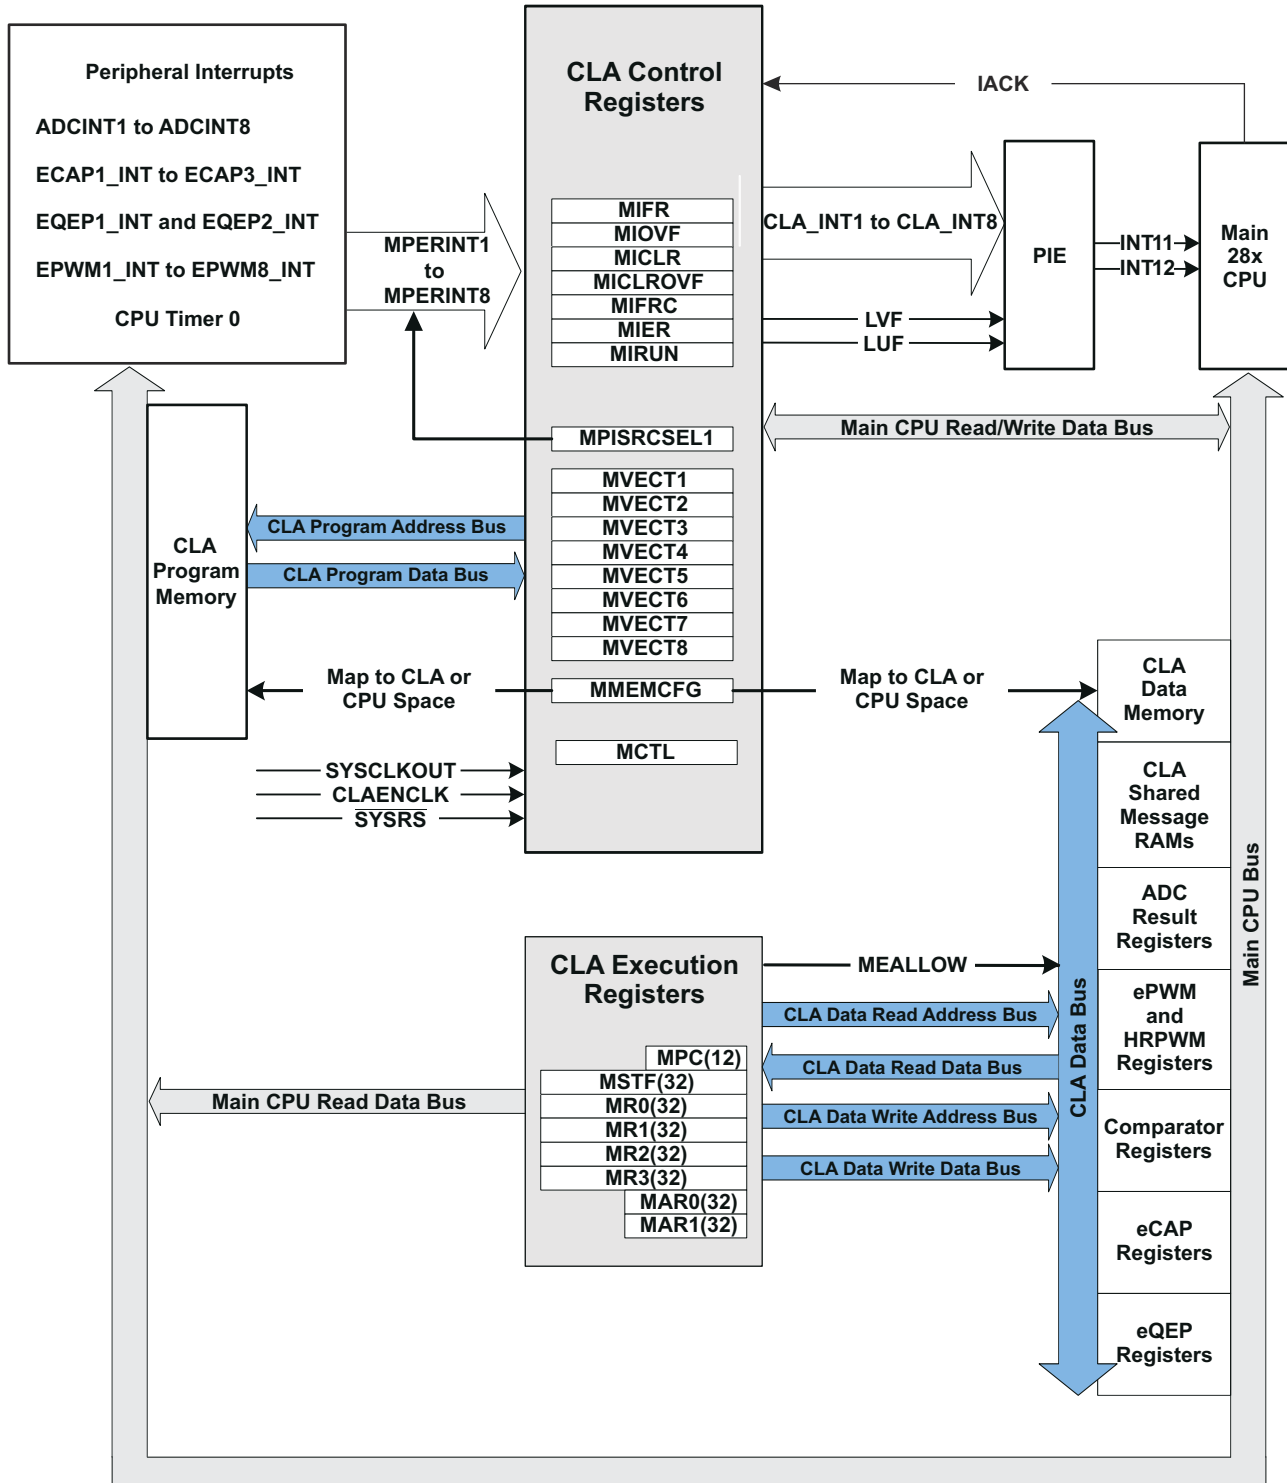 Peripheral Interrupts
ADCINT1 to ADCINT8
ECAP1_INT to ECAP3_INT
EQEP1_INT and EQEP2_INT
EPWM1_INT to EPWM8_INT
CPU Timer 0
MPERINT1
to
MPERINT8
CLA Control
Registers
MIFR
MIOVF
MICLR
MICLROVF
MIFRC
MIER
MIRUN
MPISRCSEL1
MVECT1
MVECT2
MVECT3
MVECT4
MVECT5
MVECT6
MVECT7
MVECT8
MMEMCFG
MCTL
IACK
CLA_INT1 to CLA_INT8
LVF
LUF
PIE
INT11
INT12
Main
28x
CPU
Main CPU Read/Write Data Bus
CLA
Program
Memory
CLA Program Address Bus
CLA Program Data Bus
Map to CLA or
CPU Space
Map to CLA or
CPU Space
SYSCLKOUT
CLAENCLK
SYSRS
CLA
Data
Memory
CLA
Shared
Message
RAMs
ADC
Result
Registers
ePWM
and
HRPWM
Registers
Comparator
Registers
eCAP
Registers
eQEP
Registers
Main CPU Bus
CLA Data Bus
CLA Execution
Registers
MPC(12)
MSTF(32)
MR0(32)
MR1(32)
MR2(32)
MR3(32)
MAR0(32)
MAR1(32)
MEALLOW
CLA Data Read Address Bus
CLA Data Read Data Bus
CLA Data Write Address Bus
CLA Data Write Data Bus
Main CPU Read Data Bus